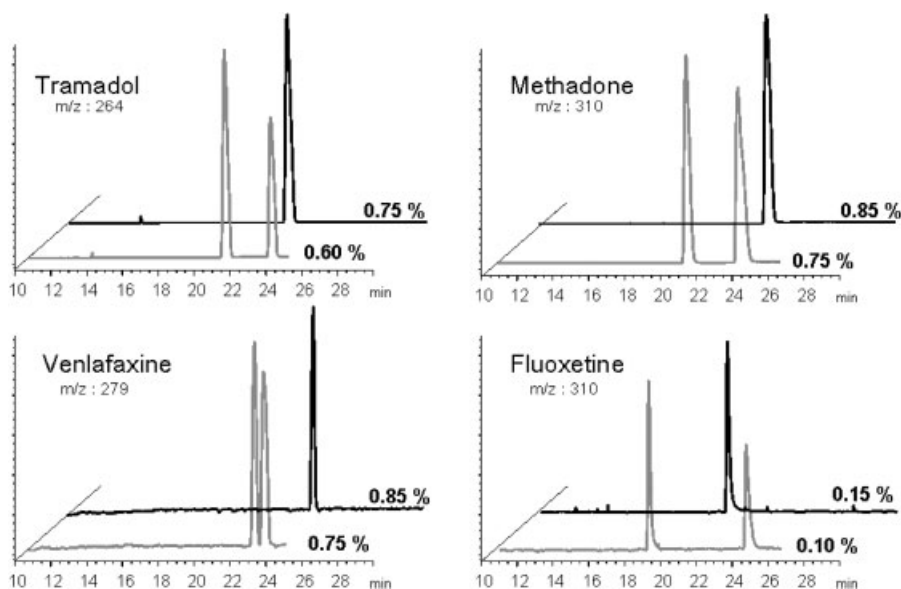 Tramadol
m/z : 264
0.75 %
0.60 %
10 12 14 16 18 20 22 24 26 28 min
Methadone
m/z : 310
0.85 %
0.75 %
10 12 14 16 18 20 22 24 26 28 min
Venlafaxine
m/z : 279
0.85 %
0.75 %
10 12 14 16 18 20 22 24 26 28 min
Fluoxetine
m/z : 310
0.15 %
0.10 %
10 12 14 16 18 20 22 24 26 28 min